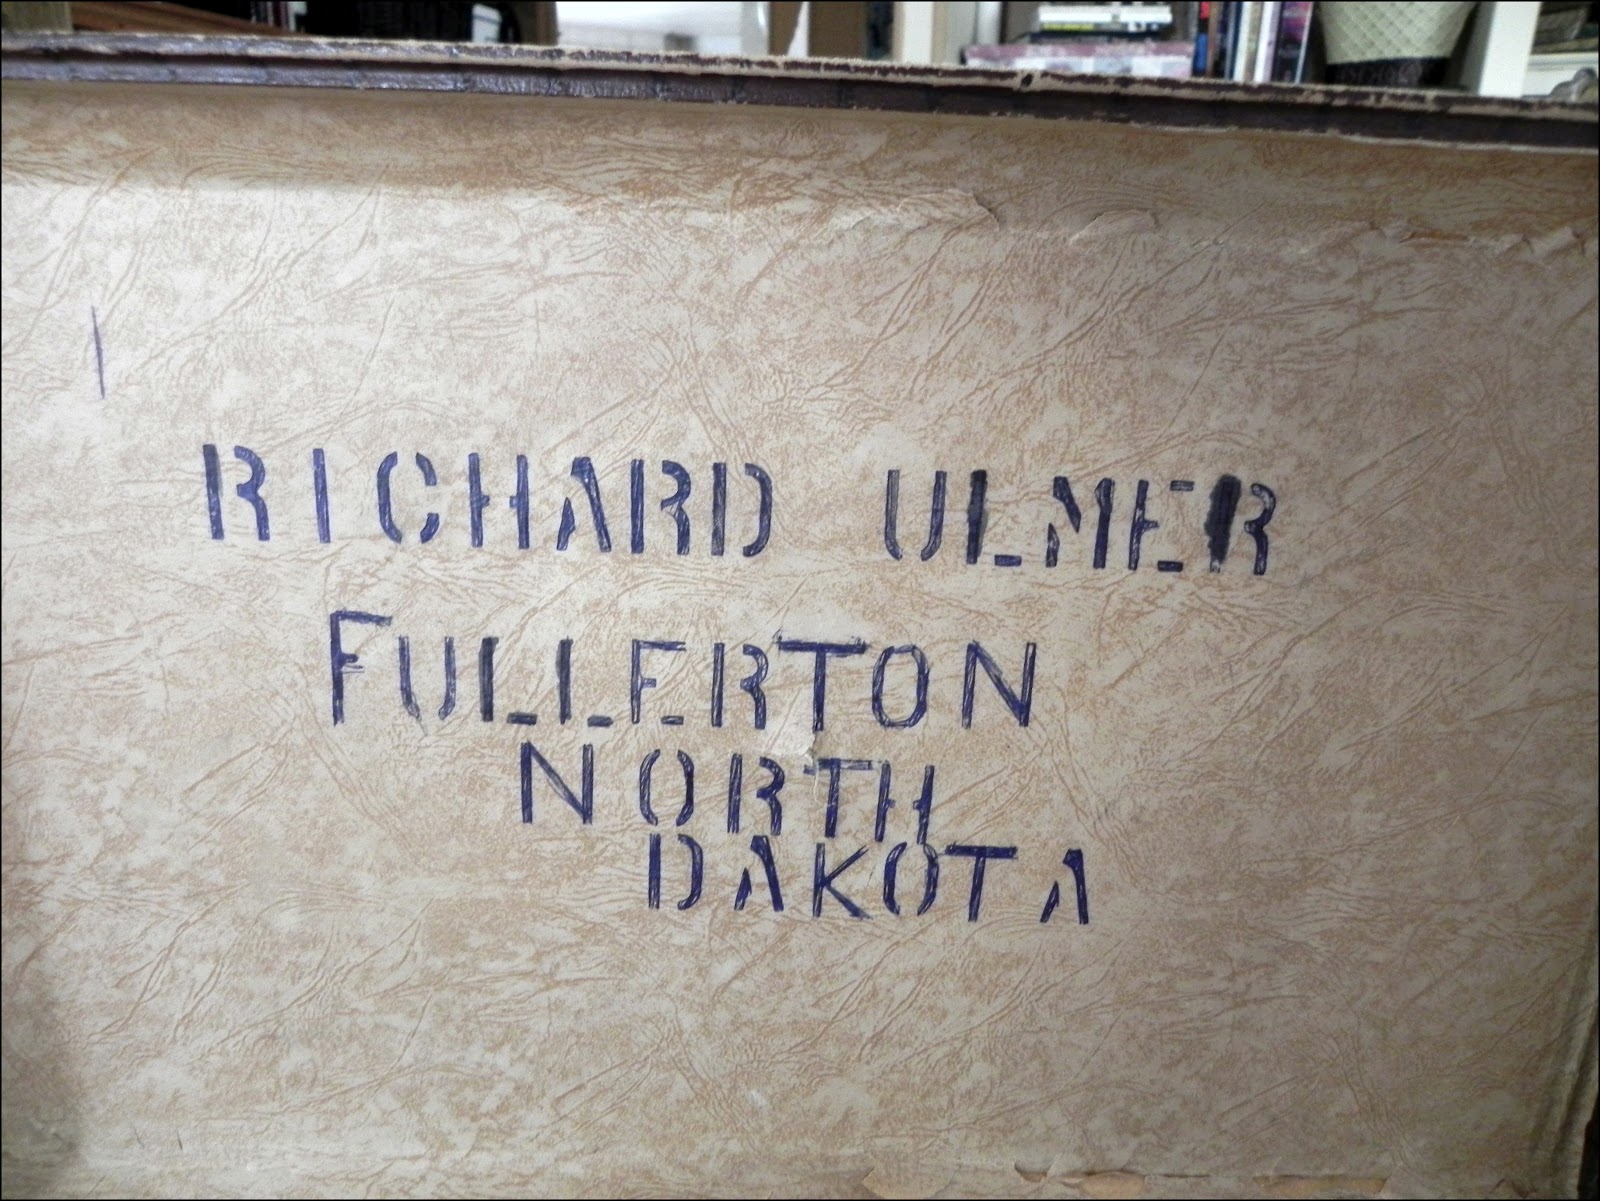 RICHARD ULMER
FULLERTON
NORTH
DAKOTA